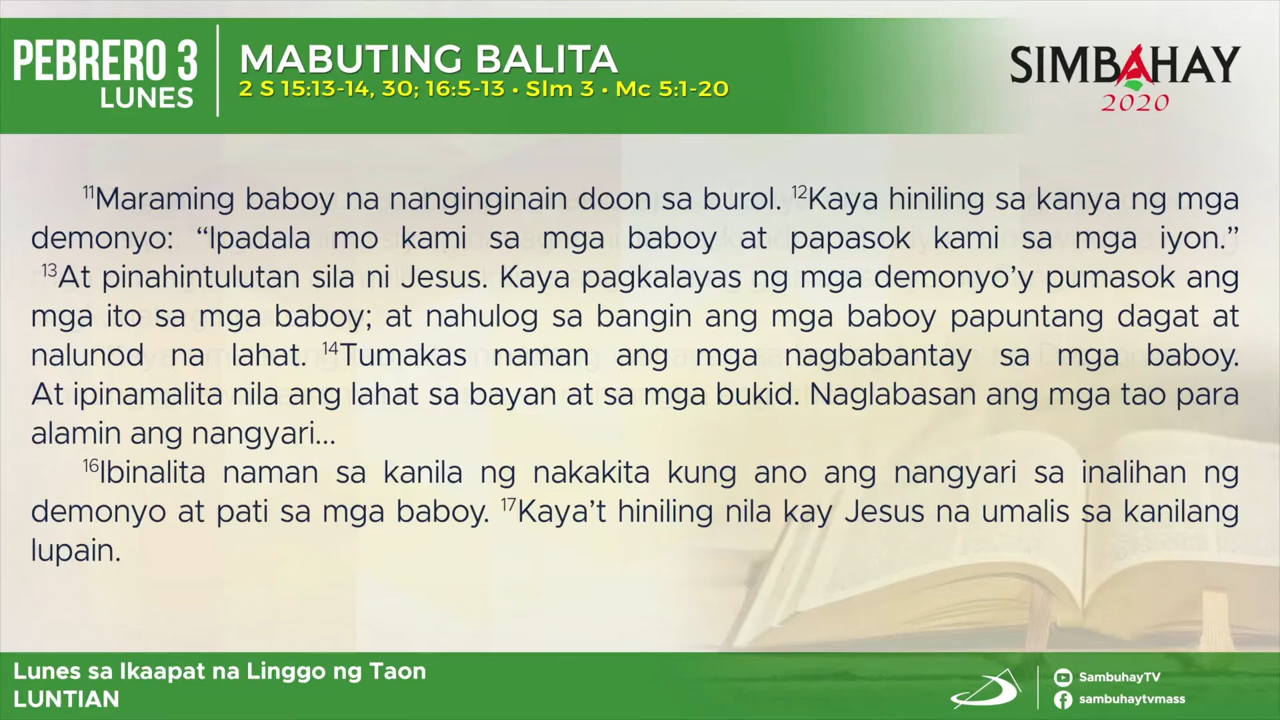 PEBRERO 3
LUNES
MABUTING BALITA
2 S 15:13-14, 30; 16:5-13 • Slm 3 • Mc 5:1-20
SIMBAHAY
2020
¹¹Maraming baboy na nanginginain doon sa burol. ¹²Kaya hiniling sa kanya ng mga
demonyo: “Ipadala mo kami sa mga baboy at papasok kami sa mga iyon.”
¹³At pinahintulutan sila ni Jesus. Kaya pagkalayas ng mga demonyo’y pumasok ang
mga ito sa mga baboy; at nahulog sa bangin ang mga baboy papuntang dagat at
nalunod na lahat. ¹⁴Tumakas naman ang mga nagbabantay sa mga baboy.
At ipinamalita nila ang lahat sa bayan at sa mga bukid. Naglabasan ang mga tao para
alamin ang nangyari...
¹⁶Ibinalita naman sa kanila ng nakakita kung ano ang nangyari sa inalihan ng
demonyo at pati sa mga baboy. ¹⁷Kaya’t hiniling nila kay Jesus na umalis sa kanilang
lupain.
Lunes sa Ikaapat na Linggo ng Taon
LUNTIAN
SambuhayTV
sambuhaytvmass